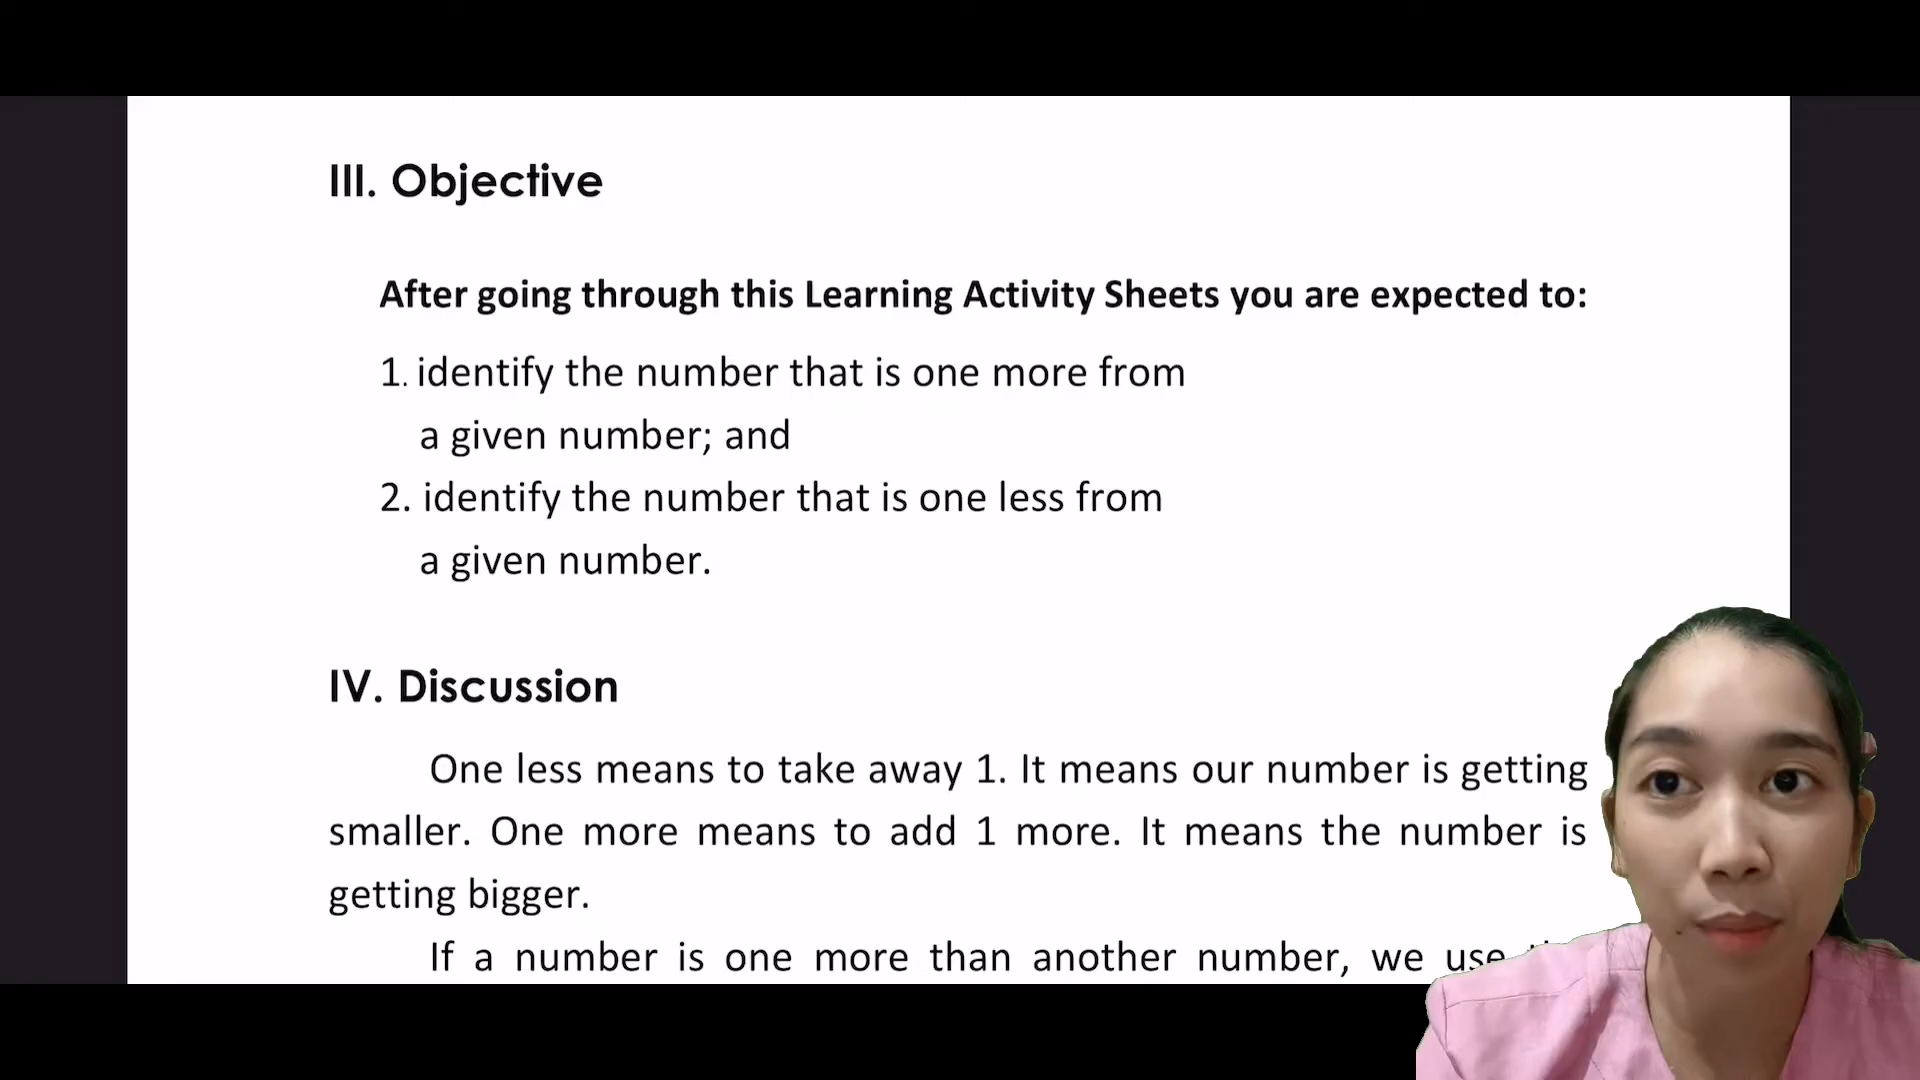 III. Objective
After going through this Learning Activity Sheets you are expected to:
1. identify the number that is one more from
a given number; and
2. identify the number that is one less from
a given number.
IV. Discussion
One less means to take away 1. It means our number is getting
smaller. One more means to add 1 more. It means the number is
getting bigger.
If a number is one more than another number, we use